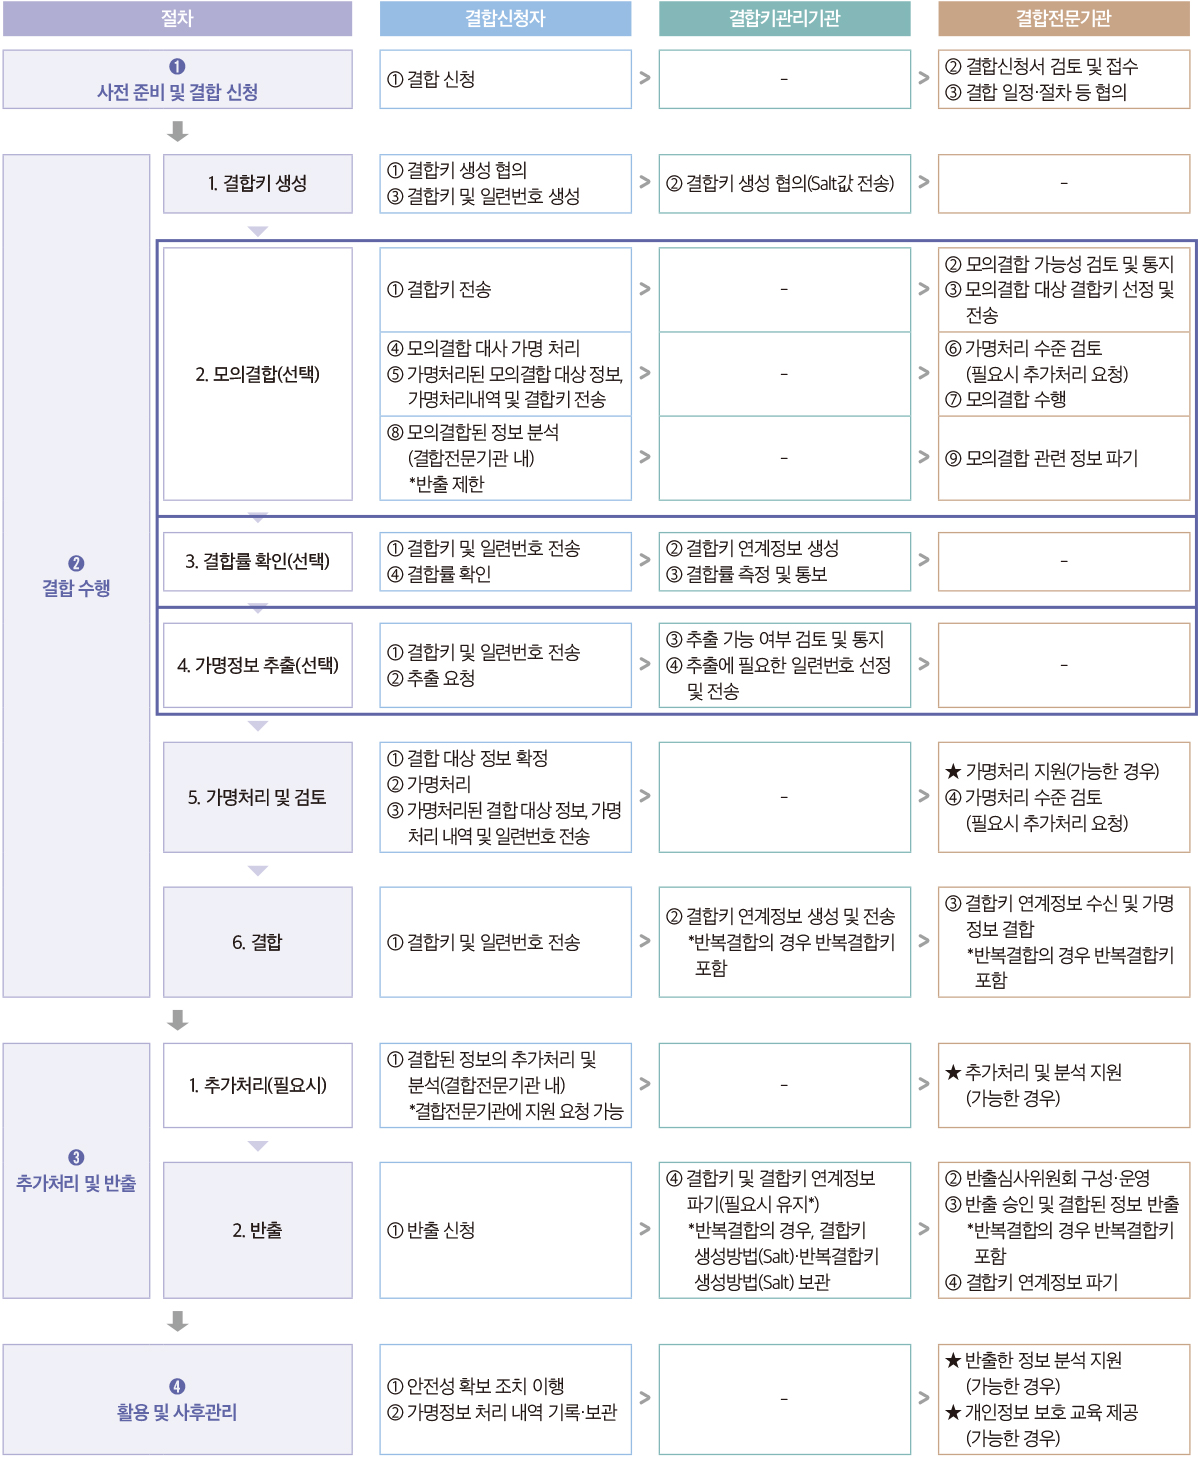 절차
결합신청자
결합키관리기관
결합전문기관
❶
사전 준비 및 결합 신청
① 결합 신청
>
-
>
② 결합신청서 검토 및 접수
③ 결합 일정·절차 등 협의
❷
결합 수행
1. 결합키 생성
① 결합키 생성 협의
③ 결합키 및 일련번호 생성
>
② 결합키 생성 협의(Salt값 전송)
>
-
2. 모의결합(선택)
① 결합키 전송
>
-
>
② 모의결합 가능성 검토 및 통지
③ 모의결합 대상 결합키 선정 및
전송
④ 모의결합 대사 가명 처리
⑤ 가명처리된 모의결합 대상 정보,
가명처리내역 및 결합키 전송
>
-
>
⑥ 가명처리 수준 검토
(필요시 추가처리 요청)
⑦ 모의결합 수행
⑧ 모의결합된 정보 분석
(결합전문기관 내)
*반출 제한
>
-
>
⑨ 모의결합 관련 정보 파기
3. 결합률 확인(선택)
① 결합키 및 일련번호 전송
④ 결합률 확인
>
② 결합키 연계정보 생성
③ 결합률 측정 및 통보
>
-
4. 가명정보 추출(선택)
① 결합키 및 일련번호 전송
② 추출 요청
>
③ 추출 가능 여부 검토 및 통지
④ 추출에 필요한 일련번호 선정
및 전송
>
-
5. 가명처리 및 검토
① 결합 대상 정보 확정
② 가명처리
③ 가명처리된 결합 대상 정보, 가명
처리 내역 및 일련번호 전송
>
-
>
★ 가명처리 지원(가능한 경우)
④ 가명처리 수준 검토
(필요시 추가처리 요청)
6. 결합
① 결합키 및 일련번호 전송
>
② 결합키 연계정보 생성 및 전송
*반복결합의 경우 반복결합키
포함
>
③ 결합키 연계정보 수신 및 가명
정보 결합
*반복결합의 경우 반복결합키
포함
❸
추가처리 및 반출
1. 추가처리(필요시)
① 결합된 정보의 추가처리 및
분석(결합전문기관 내)
*결합전문기관에 지원 요청 가능
>
-
>
★ 추가처리 및 분석 지원
(가능한 경우)
2. 반출
① 반출 신청
>
④ 결합키 및 결합키 연계정보
파기(필요시 유지*)
*반복결합의 경우, 결합키
생성방법(Salt)·반복결합키
생성방법(Salt) 보관
>
② 반출심사위원회 구성·운영
③ 반출 승인 및 결합된 정보 반출
*반복결합의 경우 반복결합키
포함
④ 결합키 연계정보 파기
❹
활용 및 사후관리
① 안전성 확보 조치 이행
② 가명정보 처리 내역 기록·보관
>
-
>
★ 반출한 정보 분석 지원
(가능한 경우)
★ 개인정보 보호 교육 제공
(가능한 경우)